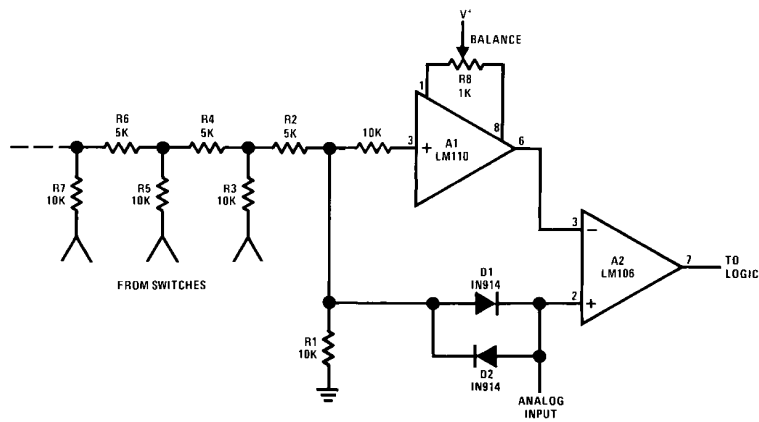 V+
BALANCE
R8
1K
1
8
R6
5K
R4
5K
R2
5K
10K
3
+
A1
LM110
6
R7
10K
R5
10K
R3
10K
FROM SWITCHES
3
−
A2
LM106
7
TO
LOGIC
2
+
D1
IN914
R1
10K
D2
IN914
ANALOG
INPUT